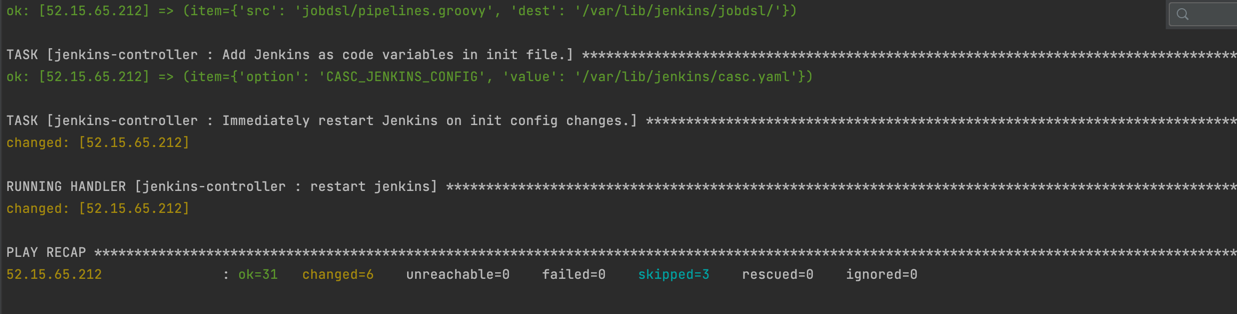 ok: [52.15.65.212] => (item={'src': 'jobdsl/pipelines.groovy', 'dest': '/var/lib/jenkins/jobdsl/'})
TASK [jenkins-controller : Add Jenkins as code variables in init file.] **********************************************************************************
ok: [52.15.65.212] => (item={'option': 'CASC_JENKINS_CONFIG', 'value': '/var/lib/jenkins/casc.yaml'})
TASK [jenkins-controller : Immediately restart Jenkins on init config changes.] **************************************************************************
changed: [52.15.65.212]
RUNNING HANDLER [jenkins-controller : restart jenkins] ***************************************************************************************************
changed: [52.15.65.212]
PLAY RECAP ***********************************************************************************************************************************************
52.15.65.212               : ok=31   changed=6    unreachable=0    failed=0    skipped=3    rescued=0    ignored=0